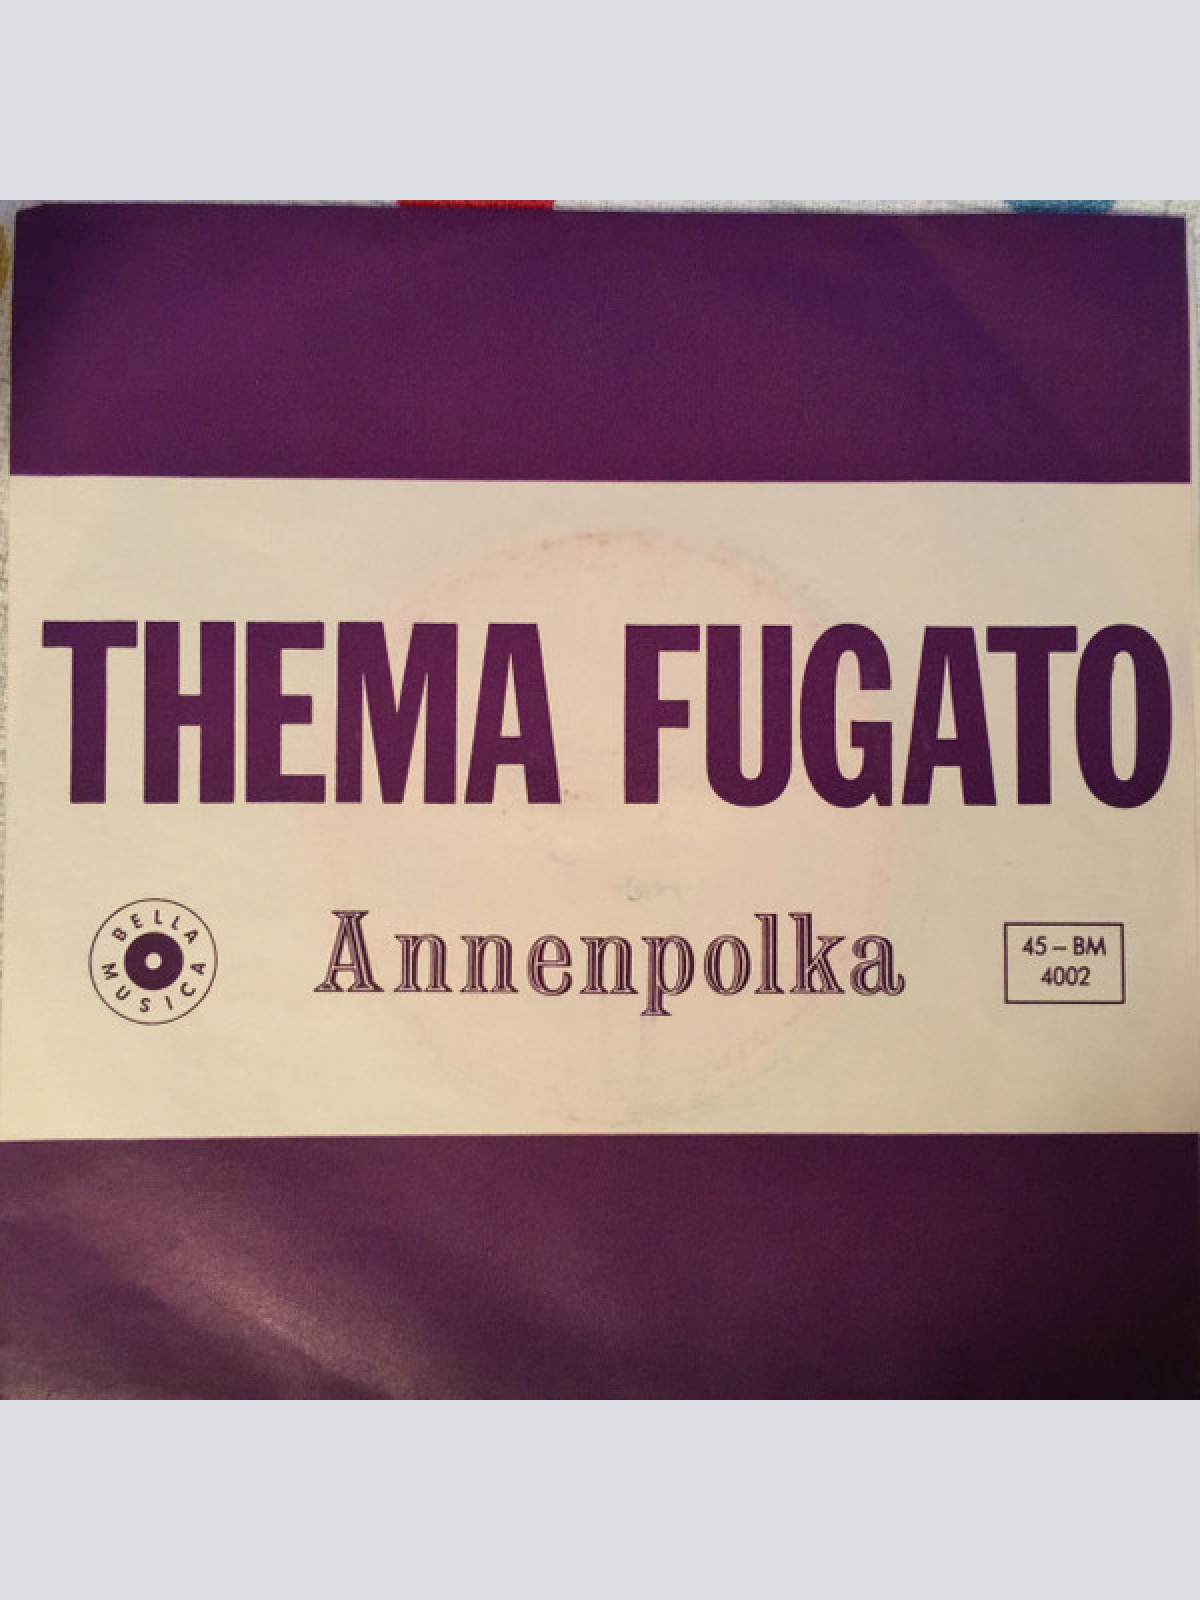 THEMA FUGATO
BELLA MUSICA
Annenpolka
45 – BM
4002